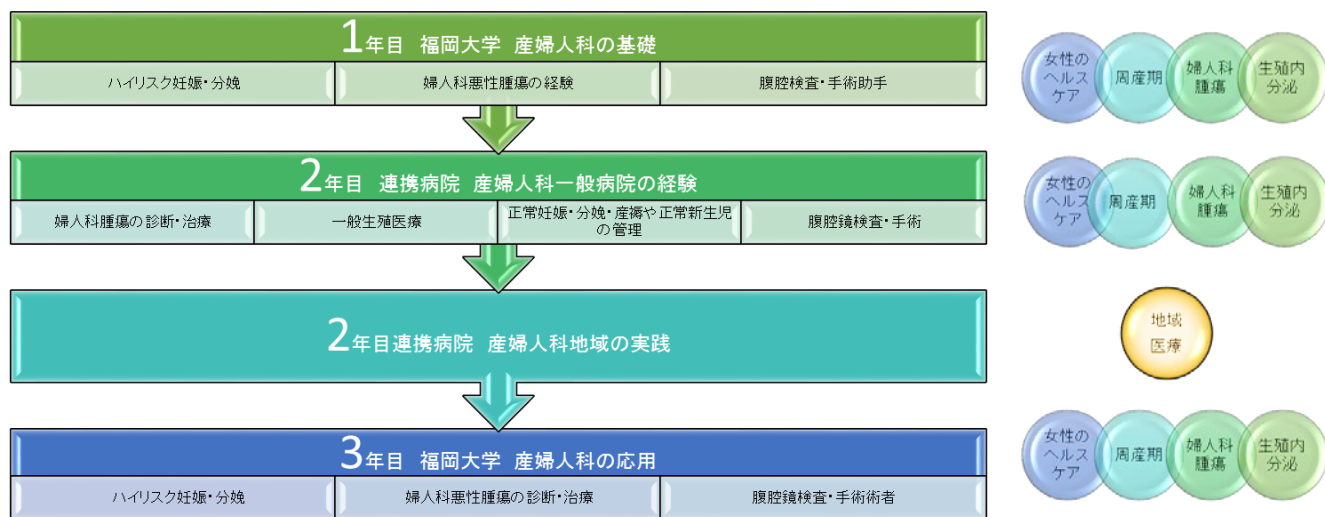 1年目 福岡大学 産婦人科の基礎
ハイリスク妊娠・分娩
婦人科悪性腫瘍の経験
腹腔検査・手術助手
女性の
ヘルス
ケア
周産期
婦人科
腫瘍
生殖内
分泌
2年目 連携病院 産婦人科一般病院の経験
婦人科腫瘍の診断・治療
一般生殖医療
正常妊娠・分娩・産褥や正常新生児
の管理
腹腔鏡検査・手術
女性の
ヘルス
ケア
周産期
婦人科
腫瘍
生殖内
分泌
2年目連携病院 産婦人科地域の実践
地域
医療
3年目 福岡大学 産婦人科の応用
ハイリスク妊娠・分娩
婦人科悪性腫瘍の診断・治療
腹腔鏡検査・手術術者
女性の
ヘルス
ケア
周産期
婦人科
腫瘍
生殖内
分泌